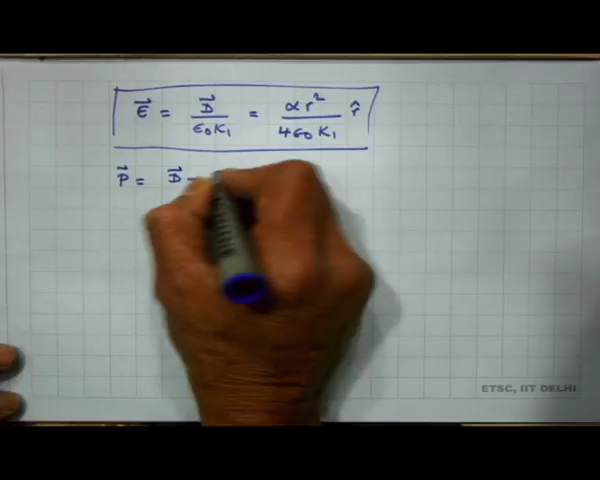 E⃗ = D⃗ / ε₀K₁ = αr² / 4ε₀K₁ r̂
P⃗ = D⃗ −
ETSC, IIT DELHI